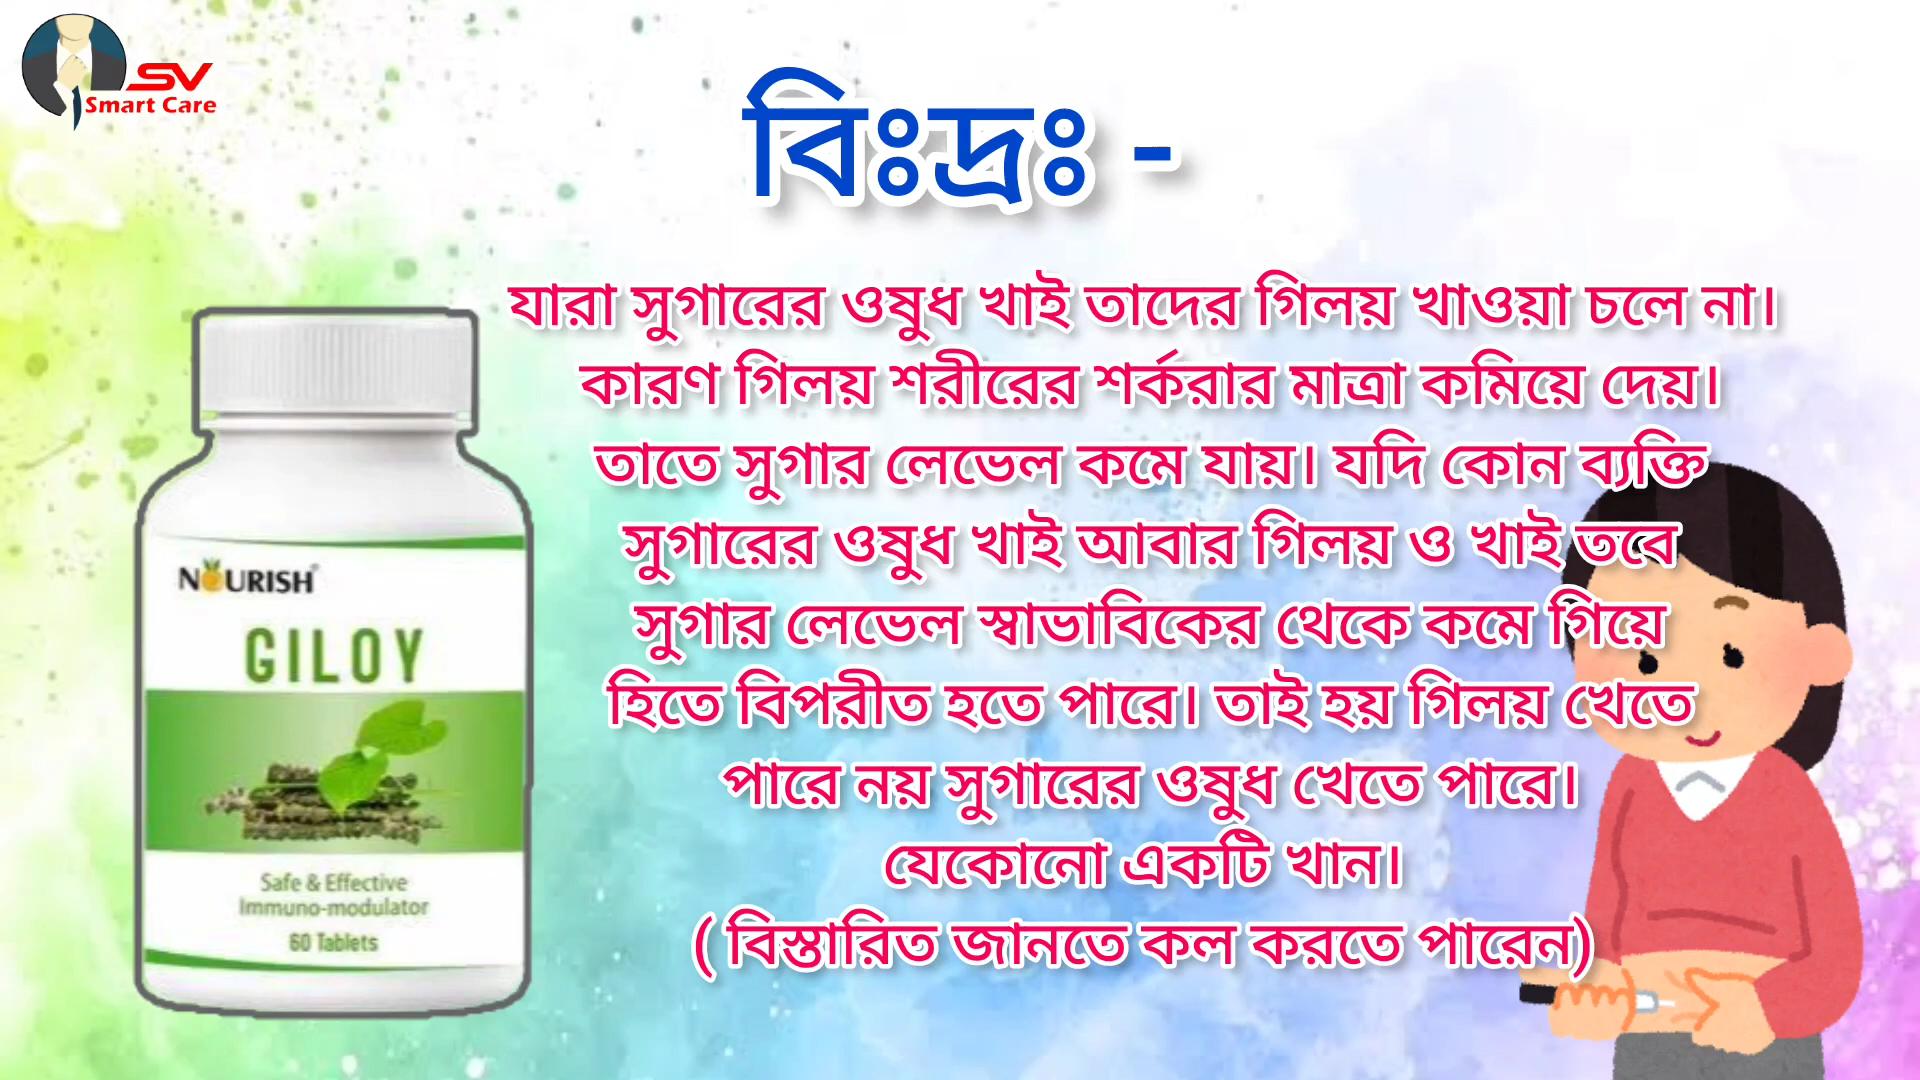 SV
Smart Care
বিঃদ্রঃ -
যারা সুগারের ওষুধ খাই তাদের গিলয় খাওয়া চলে না।
কারণ গিলয় শরীরের শর্করার মাত্রা কমিয়ে দেয়।
তাতে সুগার লেভেল কমে যায়। যদি কোন ব্যক্তি
সুগারের ওষুধ খাই আবার গিলয় ও খাই তবে
সুগার লেভেল স্বাভাবিকের থেকে কমে গিয়ে
হিতে বিপরীত হতে পারে। তাই হয় গিলয় খেতে
পারে নয় সুগারের ওষুধ খেতে পারে।
যেকোনো একটি খান।
( বিস্তারিত জানতে কল করতে পারেন)
NOURISH®
GILOY
Safe & Effective
Immuno-modulator
60 Tablets